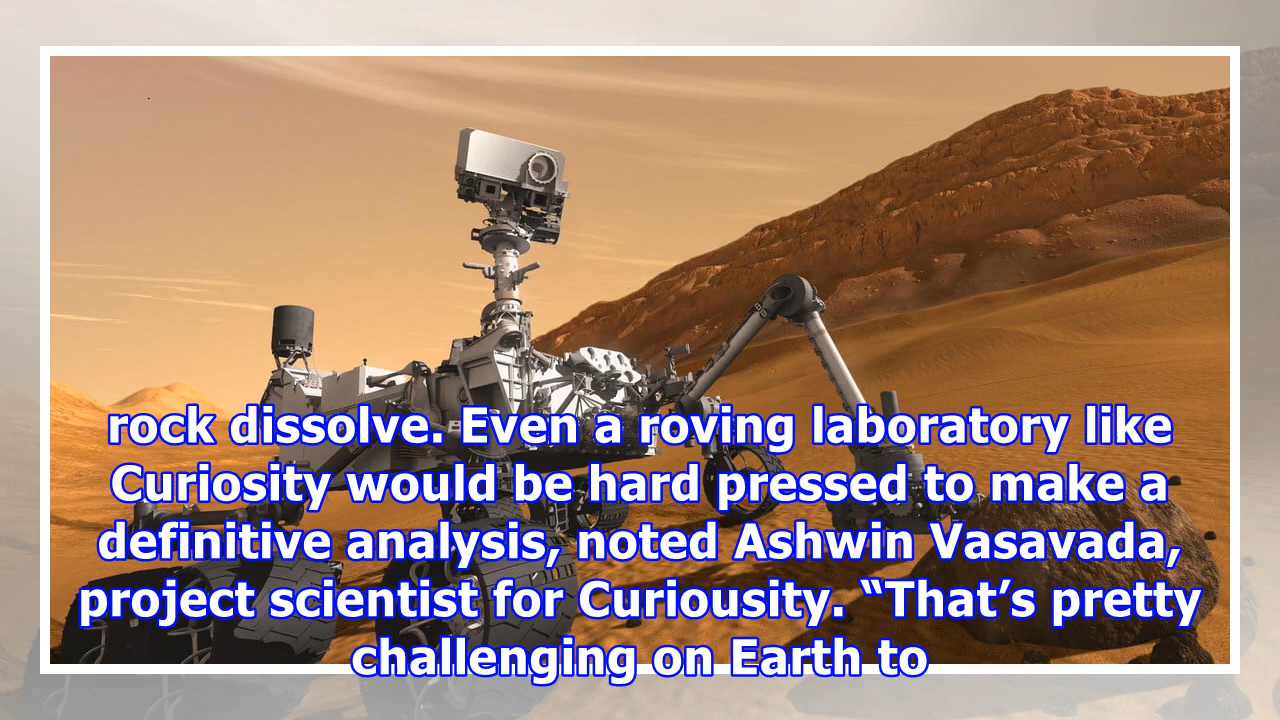 rock dissolve. Even a roving laboratory like
Curiosity would be hard pressed to make a
definitive analysis, noted Ashwin Vasavada,
project scientist for Curiousity. “That’s pretty
challenging on Earth to